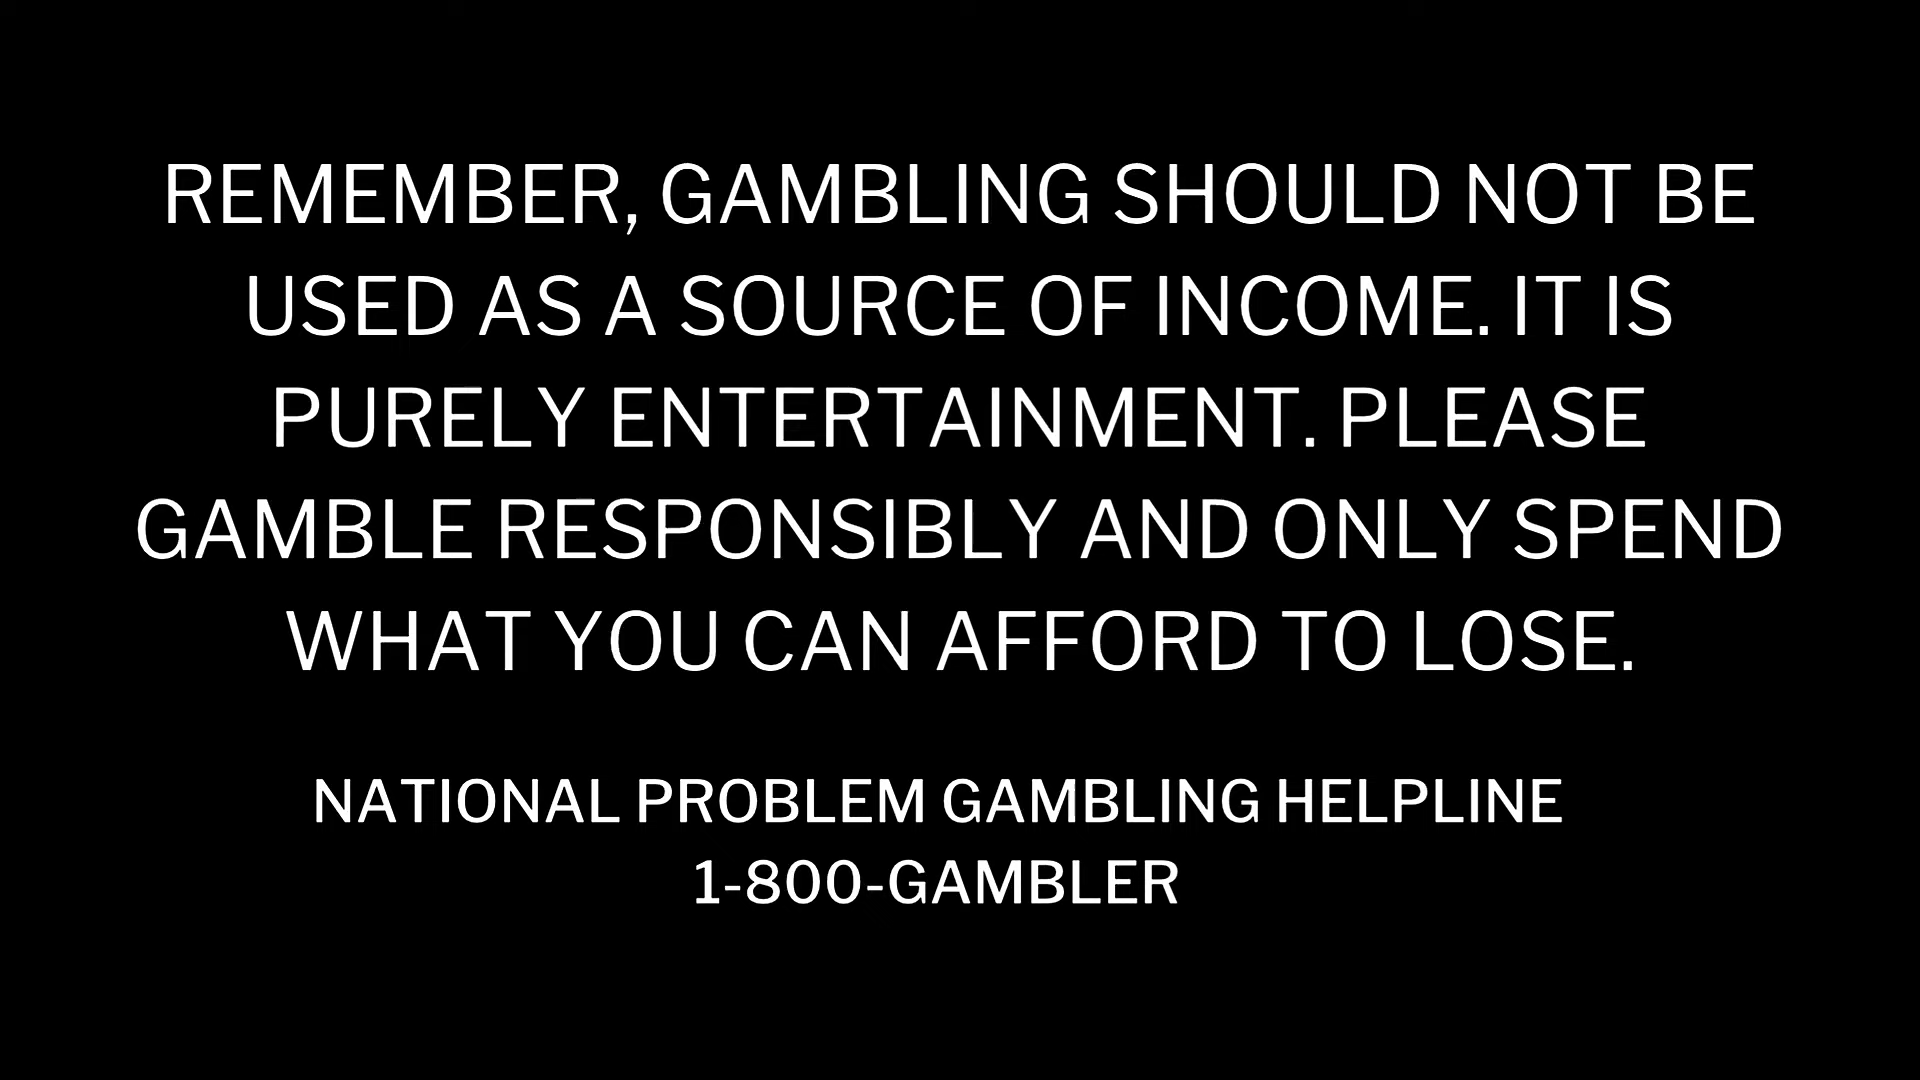 REMEMBER, GAMBLING SHOULD NOT BE
USED AS A SOURCE OF INCOME. IT IS
PURELY ENTERTAINMENT. PLEASE
GAMBLE RESPONSIBLY AND ONLY SPEND
WHAT YOU CAN AFFORD TO LOSE.
NATIONAL PROBLEM GAMBLING HELPLINE
1-800-GAMBLER